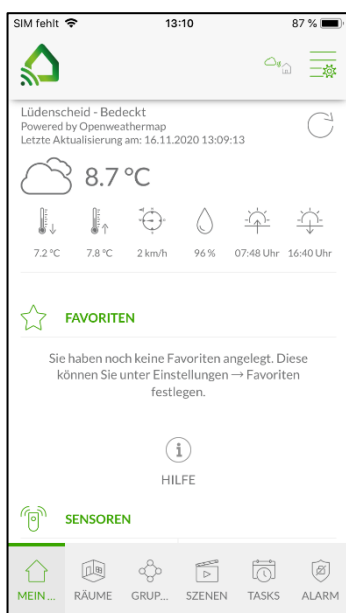 SIM fehlt 13:10 87 %
Lüdenscheid - Bedeckt
Powered by Openweathermap
Letzte Aktualisierung am: 16.11.2020 13:09:13
8.7 °C
7.2 °C 7.8 °C 2 km/h 96 % 07:48 Uhr 16:40 Uhr
FAVORITEN
Sie haben noch keine Favoriten angelegt. Diese
können Sie unter Einstellungen → Favoriten
festlegen.
HILFE
SENSOREN
MEIN ... RÄUME GRUP... SZENEN TASKS ALARM